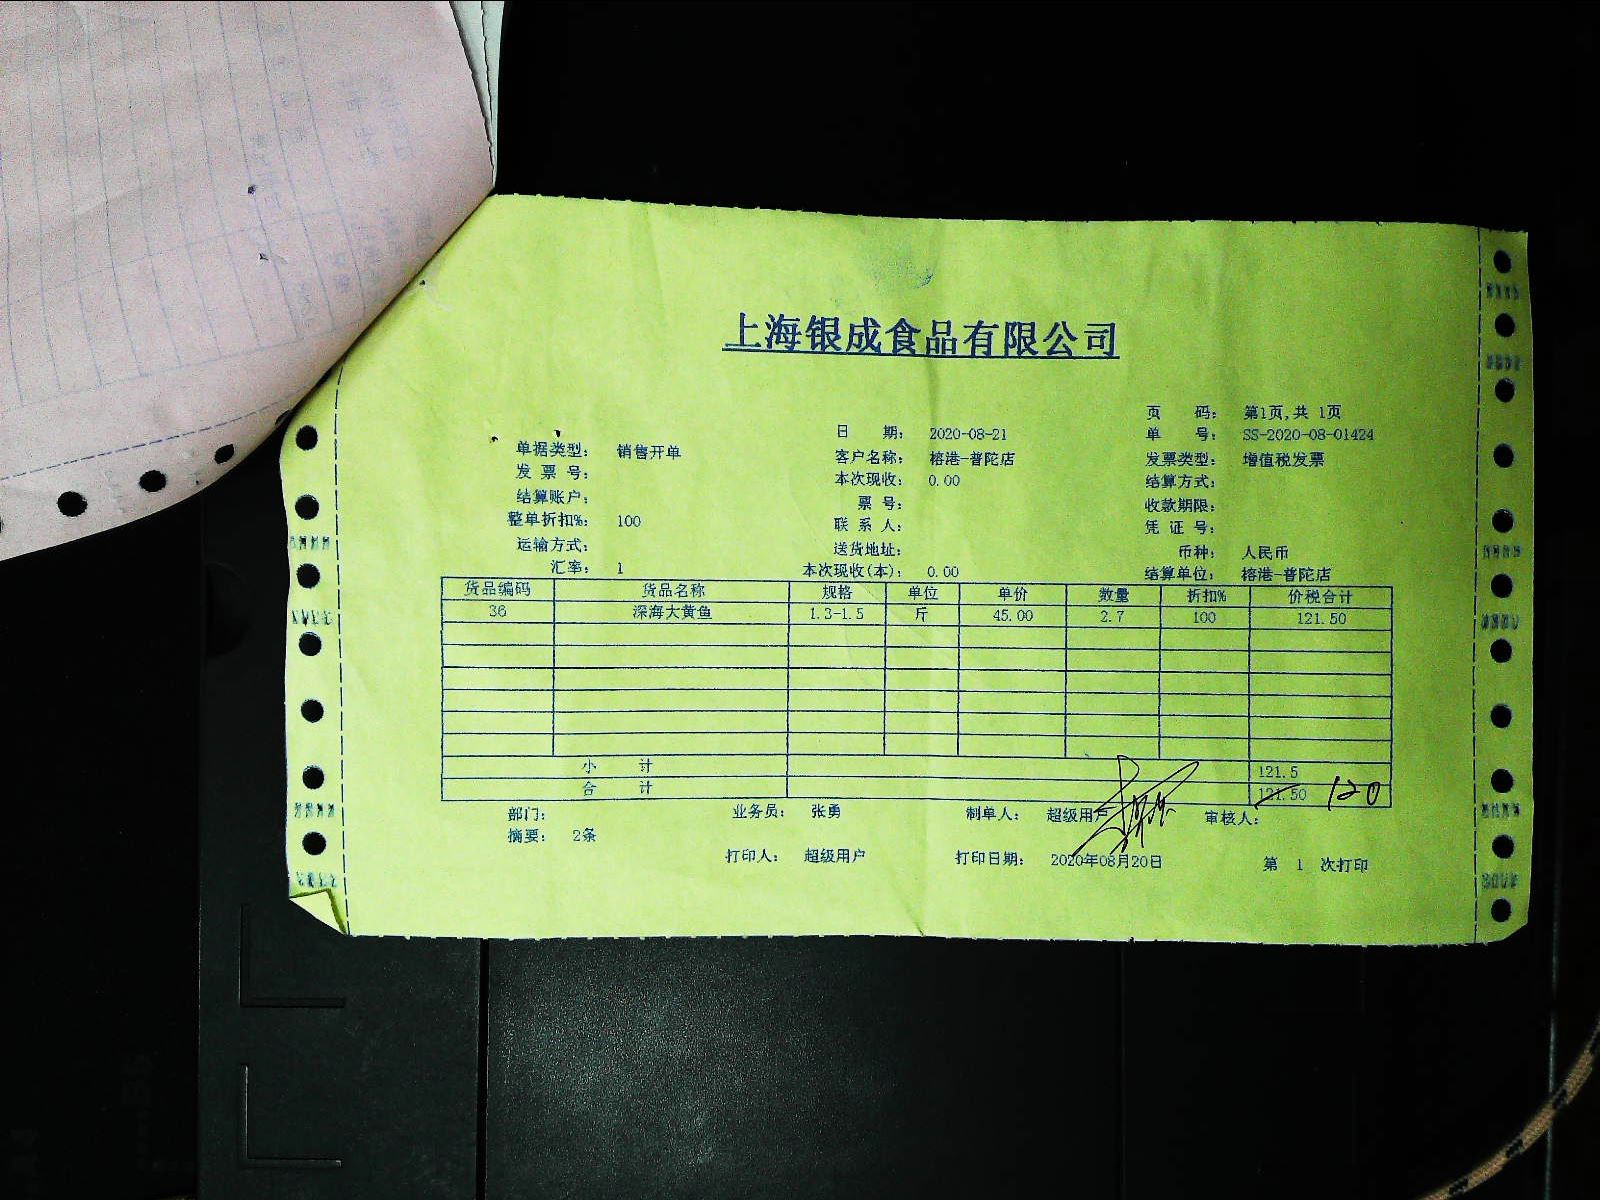 上海银成食品有限公司
页 码： 第1页,共 1页
日 期： 2020-08-21 单 号： SS-2020-08-01424
单据类型： 销售开单 客户名称： 榕港-普陀店 发票类型： 增值税发票
发 票 号： 本次现收： 0.00 结算方式：
结算账户： 票 号： 收款期限：
整单折扣%： 100 联 系 人： 凭 证 号：
运输方式： 送货地址： 币种： 人民币
汇率： 1 本次现收(本)： 0.00 结算单位： 榕港-普陀店
货品编码 货品名称 规格 单位 单价 数量 折扣% 价税合计
36 深海大黄鱼 1.3-1.5 斤 45.00 2.7 100 121.50
小 计 121.5
合 计 121.50 120
部门： 业务员： 张勇 制单人： 超级用户 审核人：
摘要： 2条
打印人： 超级用户 打印日期： 2020年08月20日 第 1 次打印